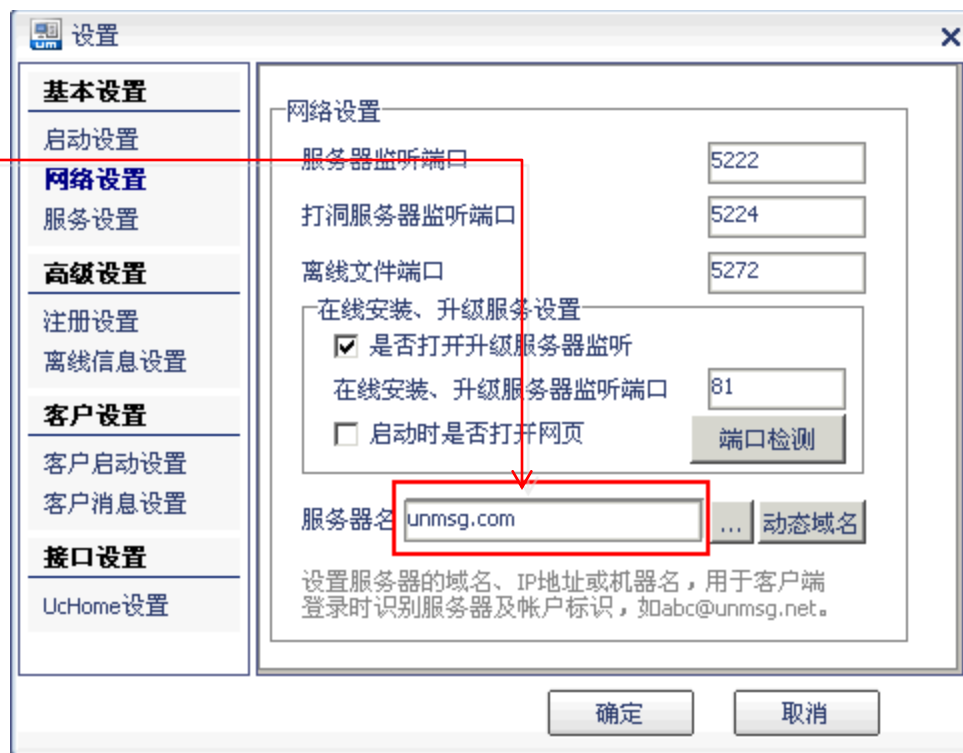 um 设置
基本设置
启动设置
网络设置
服务设置
高级设置
注册设置
离线信息设置
客户设置
客户启动设置
客户消息设置
接口设置
UcHome设置
网络设置
服务器监听端口 5222
打洞服务器监听端口 5224
离线文件端口 5272
在线安装、升级服务设置
是否打开升级服务器监听
在线安装、升级服务器监听端口 81
启动时是否打开网页 端口检测
服务器名 unmsg.com ... 动态域名
设置服务器的域名、IP地址或机器名，用于客户端
登录时识别服务器及帐户标识，如abc@unmsg.net。
确定 取消